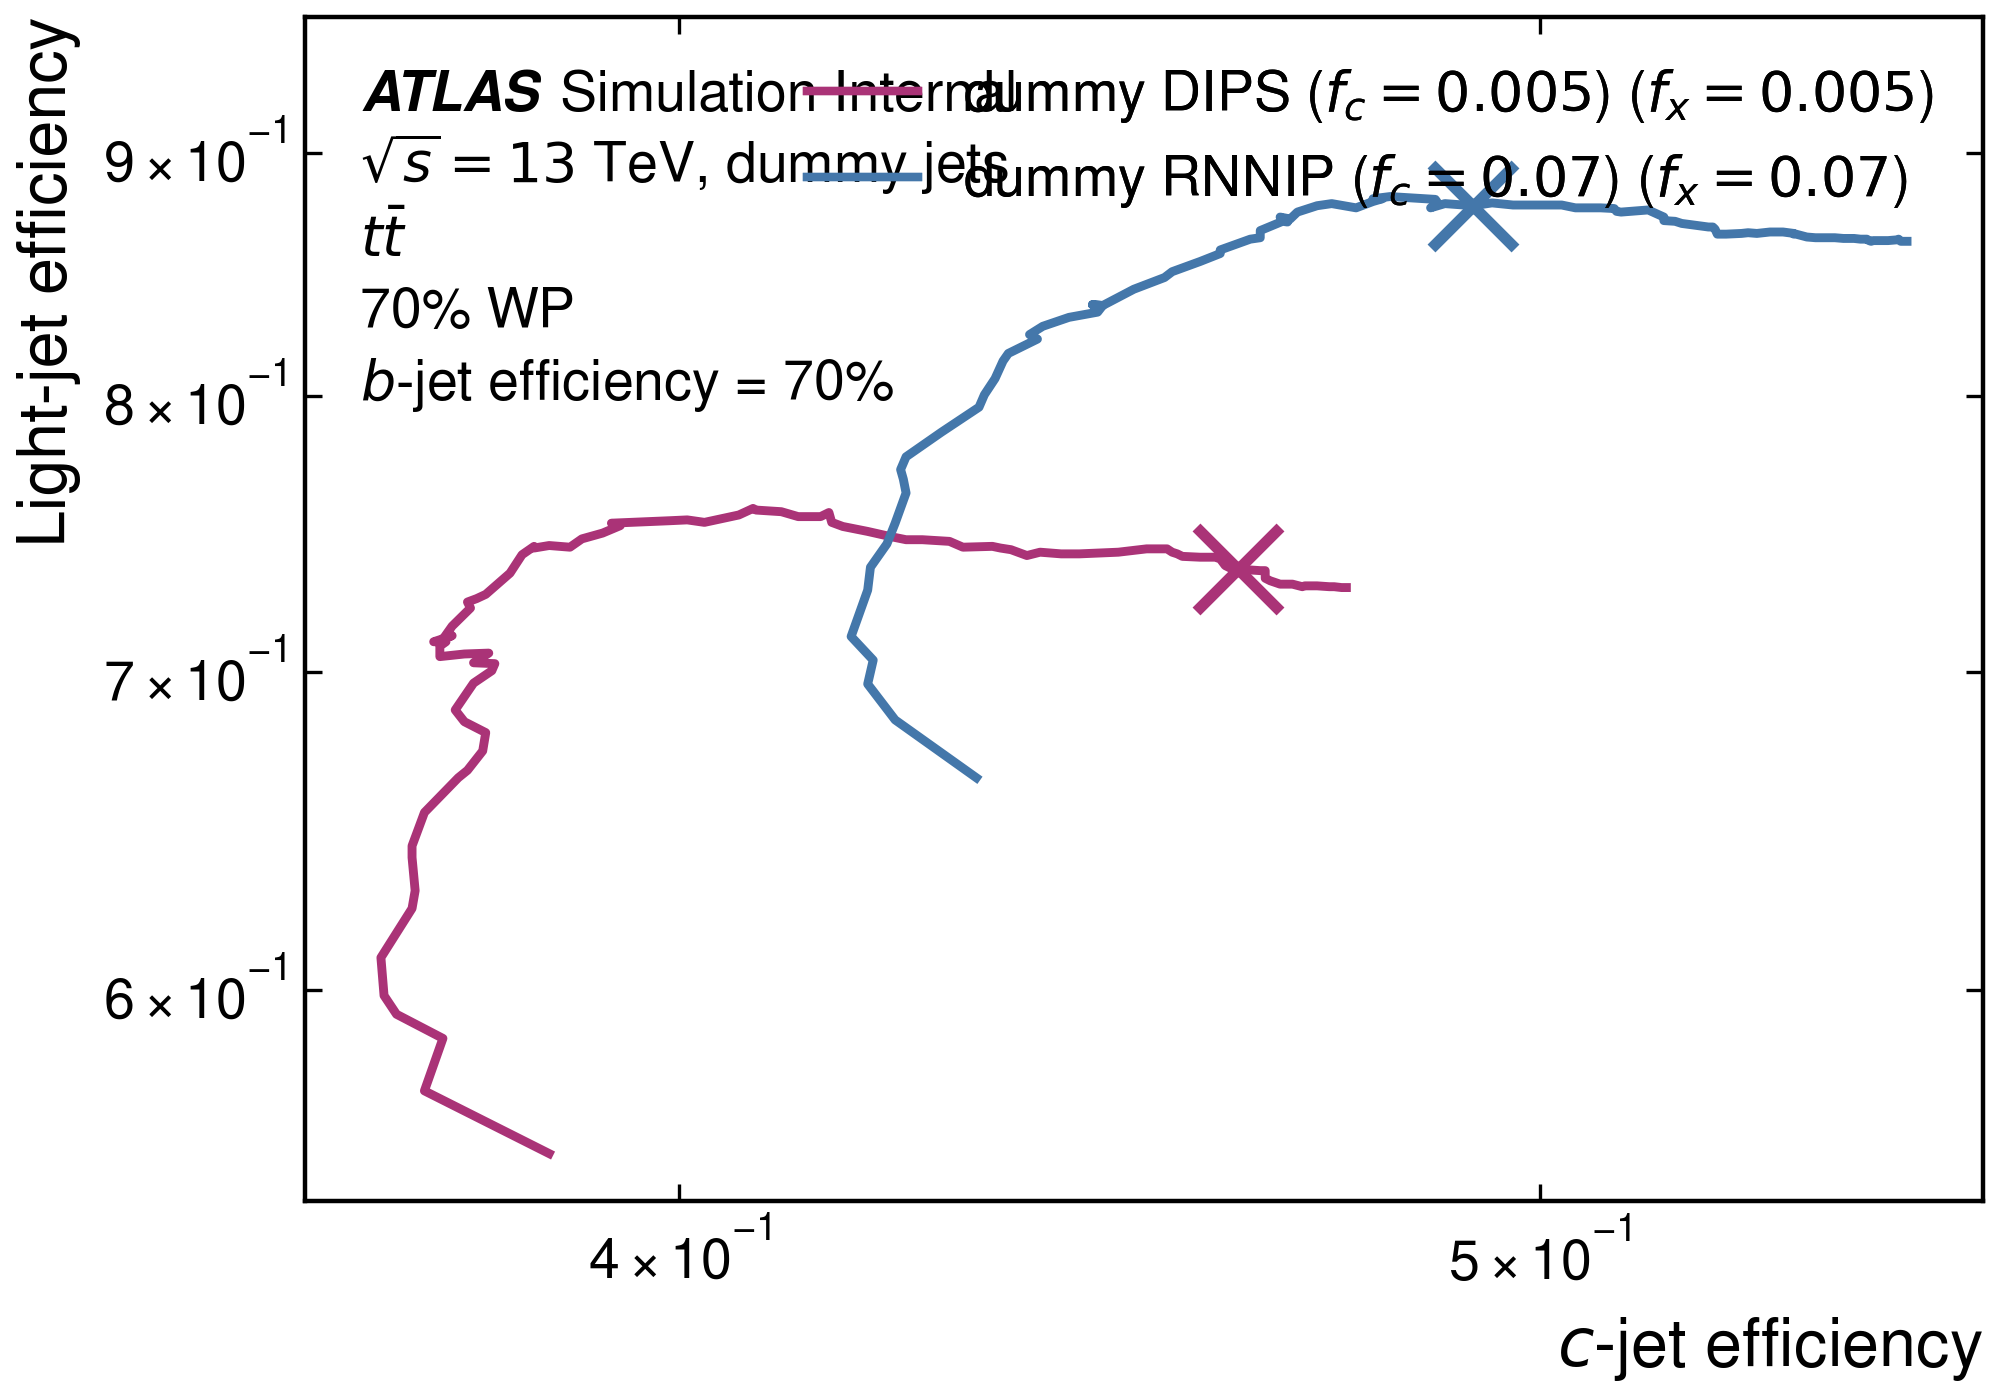 Light-jet efficiency
ATLAS Simulation Internal
√s = 13 TeV, dummy jets
tt̄
70% WP
b-jet efficiency = 70%
dummy DIPS (f_c = 0.005) (f_x = 0.005)
dummy RNNIP (f_c = 0.07) (f_x = 0.07)
9 × 10⁻¹
8 × 10⁻¹
7 × 10⁻¹
6 × 10⁻¹
4 × 10⁻¹
5 × 10⁻¹
c-jet efficiency